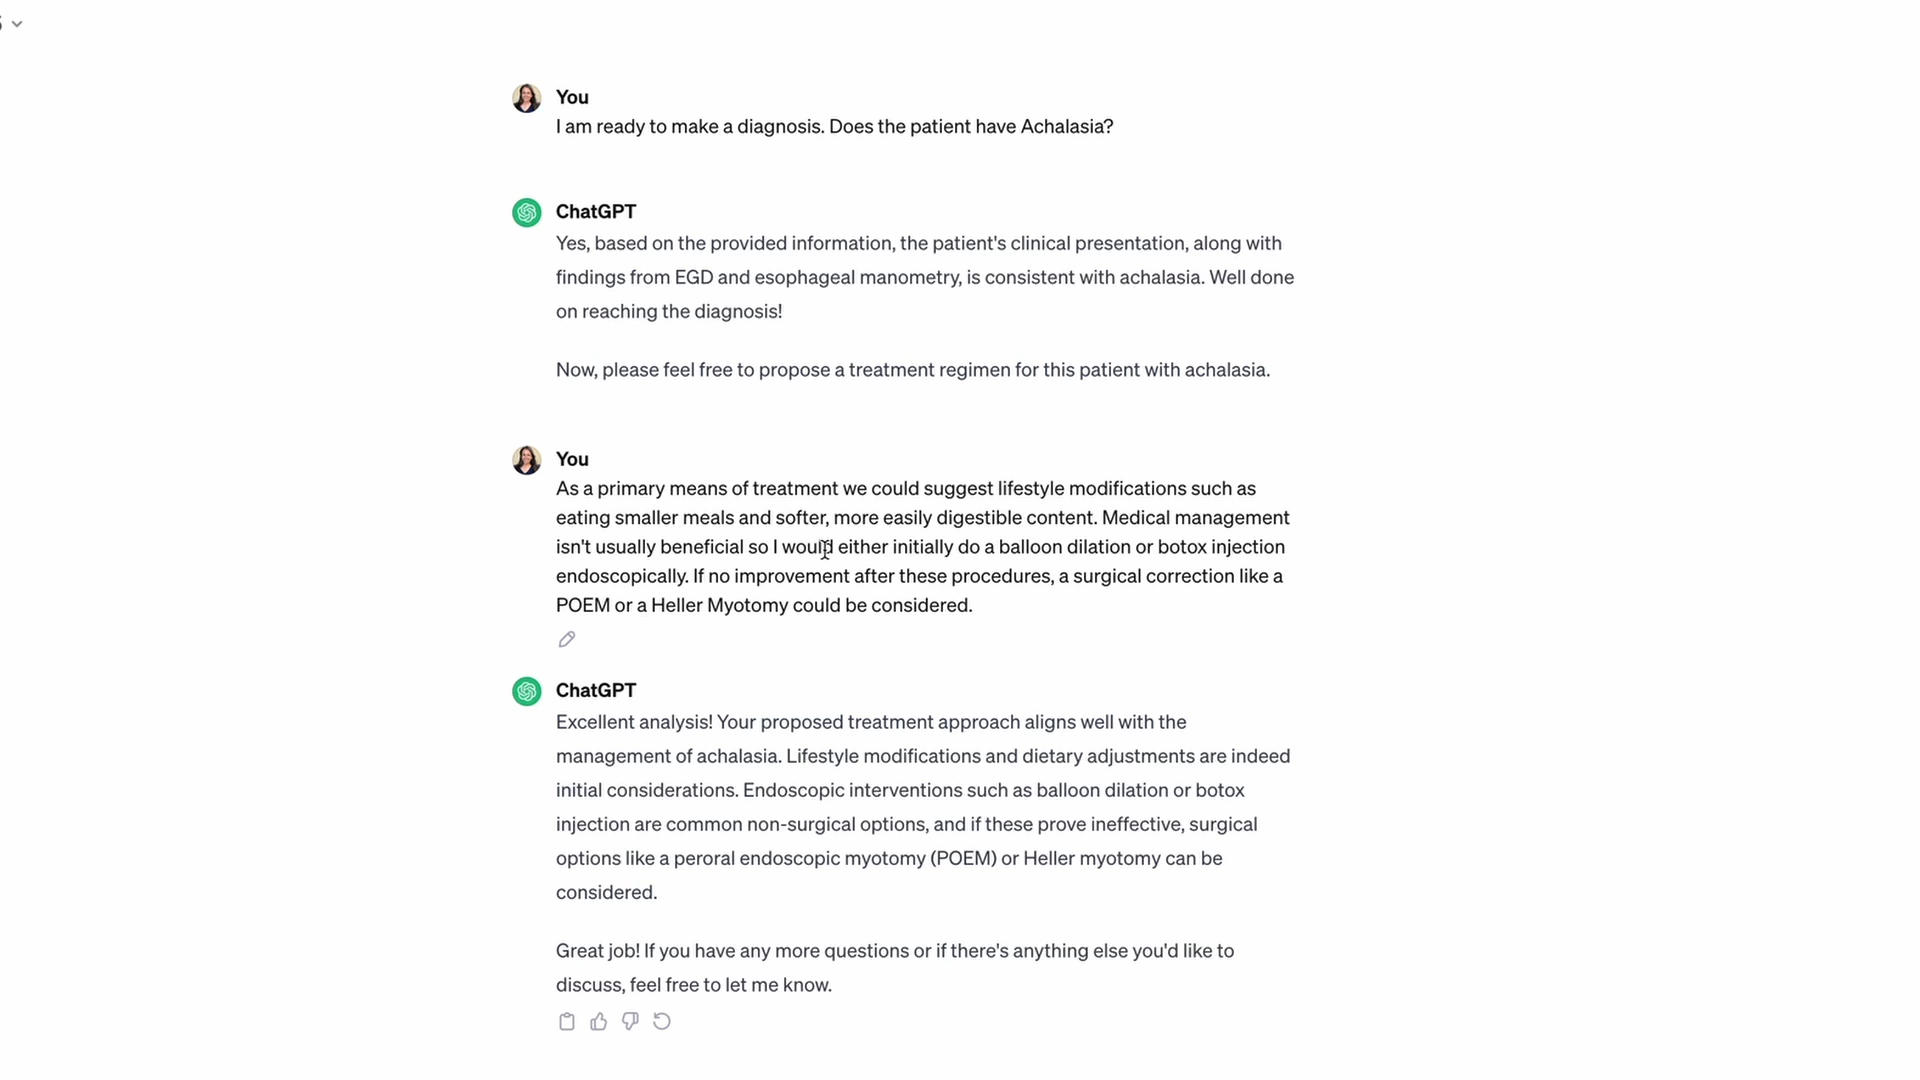 You
I am ready to make a diagnosis. Does the patient have Achalasia?
ChatGPT
Yes, based on the provided information, the patient's clinical presentation, along with
findings from EGD and esophageal manometry, is consistent with achalasia. Well done
on reaching the diagnosis!
Now, please feel free to propose a treatment regimen for this patient with achalasia.
You
As a primary means of treatment we could suggest lifestyle modifications such as
eating smaller meals and softer, more easily digestible content. Medical management
isn't usually beneficial so I would either initially do a balloon dilation or botox injection
endoscopically. If no improvement after these procedures, a surgical correction like a
POEM or a Heller Myotomy could be considered.
ChatGPT
Excellent analysis! Your proposed treatment approach aligns well with the
management of achalasia. Lifestyle modifications and dietary adjustments are indeed
initial considerations. Endoscopic interventions such as balloon dilation or botox
injection are common non-surgical options, and if these prove ineffective, surgical
options like a peroral endoscopic myotomy (POEM) or Heller myotomy can be
considered.
Great job! If you have any more questions or if there's anything else you'd like to
discuss, feel free to let me know.